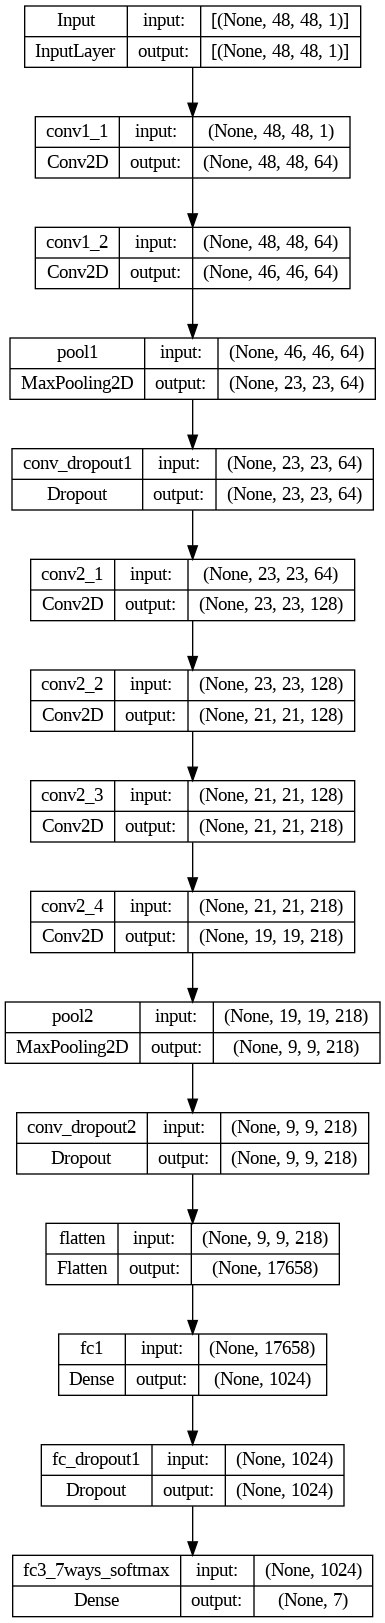 Input input: [(None, 48, 48, 1)]
InputLayer output: [(None, 48, 48, 1)]
conv1_1 input: (None, 48, 48, 1)
Conv2D output: (None, 48, 48, 64)
conv1_2 input: (None, 48, 48, 64)
Conv2D output: (None, 46, 46, 64)
pool1 input: (None, 46, 46, 64)
MaxPooling2D output: (None, 23, 23, 64)
conv_dropout1 input: (None, 23, 23, 64)
Dropout output: (None, 23, 23, 64)
conv2_1 input: (None, 23, 23, 64)
Conv2D output: (None, 23, 23, 128)
conv2_2 input: (None, 23, 23, 128)
Conv2D output: (None, 21, 21, 128)
conv2_3 input: (None, 21, 21, 128)
Conv2D output: (None, 21, 21, 218)
conv2_4 input: (None, 21, 21, 218)
Conv2D output: (None, 19, 19, 218)
pool2 input: (None, 19, 19, 218)
MaxPooling2D output: (None, 9, 9, 218)
conv_dropout2 input: (None, 9, 9, 218)
Dropout output: (None, 9, 9, 218)
flatten input: (None, 9, 9, 218)
Flatten output: (None, 17658)
fc1 input: (None, 17658)
Dense output: (None, 1024)
fc_dropout1 input: (None, 1024)
Dropout output: (None, 1024)
fc3_7ways_softmax input: (None, 1024)
Dense output: (None, 7)